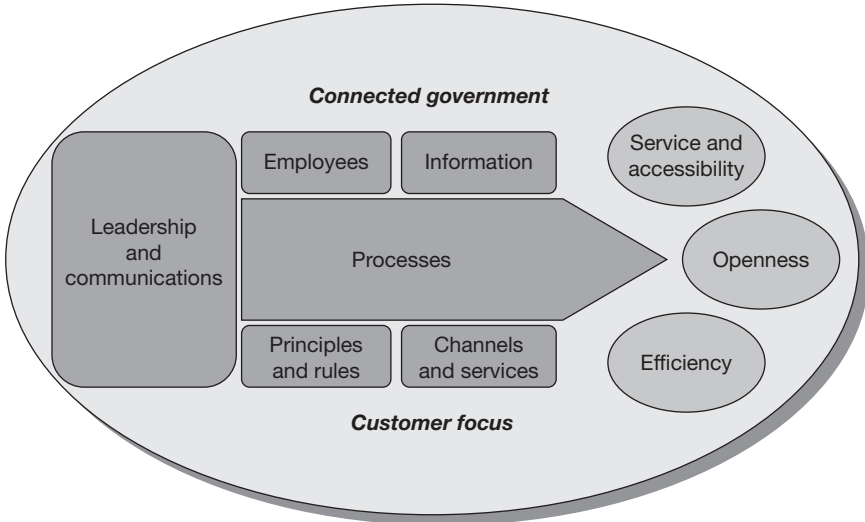 Connected government
Employees
Information
Service and
accessibility
Leadership
and
communications
Processes
Openness
Principles
and rules
Channels
and services
Efficiency
Customer focus